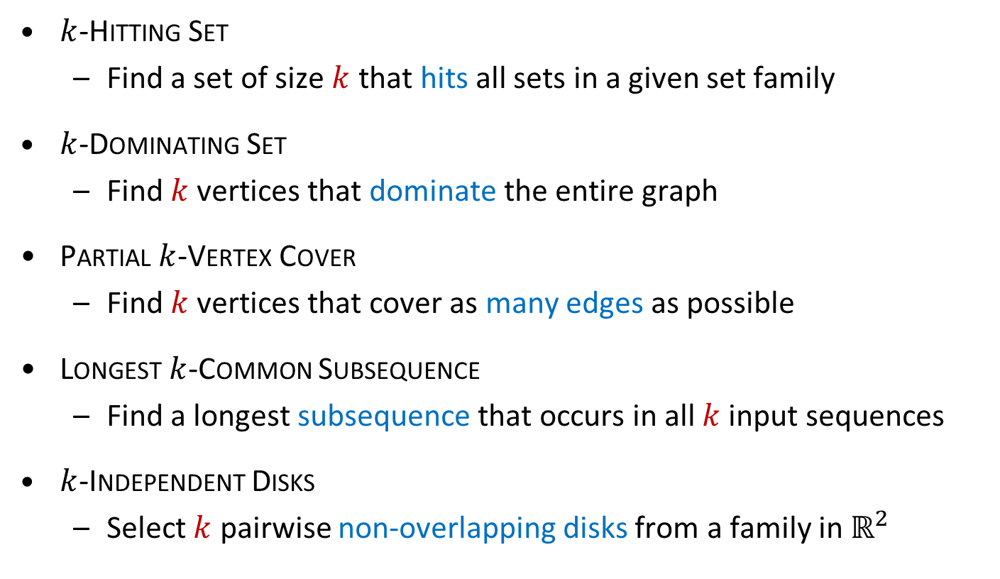 • k-HITTING SET
– Find a set of size k that hits all sets in a given set family
• k-DOMINATING SET
– Find k vertices that dominate the entire graph
• PARTIAL k-VERTEX COVER
– Find k vertices that cover as many edges as possible
• LONGEST k-COMMON SUBSEQUENCE
– Find a longest subsequence that occurs in all k input sequences
• k-INDEPENDENT DISKS
– Select k pairwise non-overlapping disks from a family in ℝ²